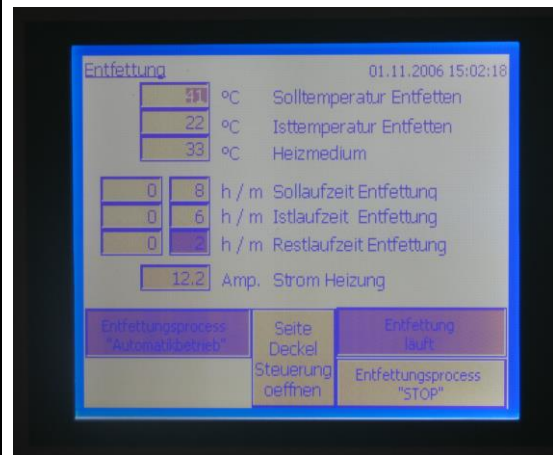 Entfettung 01.11.2006 15:02:18
41 °C Solltemperatur Entfetten
22 °C Isttemperatur Entfetten
33 °C Heizmedium
0 8 h / m Sollaufzeit Entfettung
0 6 h / m Istlaufzeit Entfettung
0 2 h / m Restlaufzeit Entfettung
12.2 Amp. Strom Heizung
Entfettungsprocess
"Automatikbetrieb"
Seite
Deckel
Steuerung
oeffnen
Entfettung
läuft
Entfettungsprocess
"STOP"